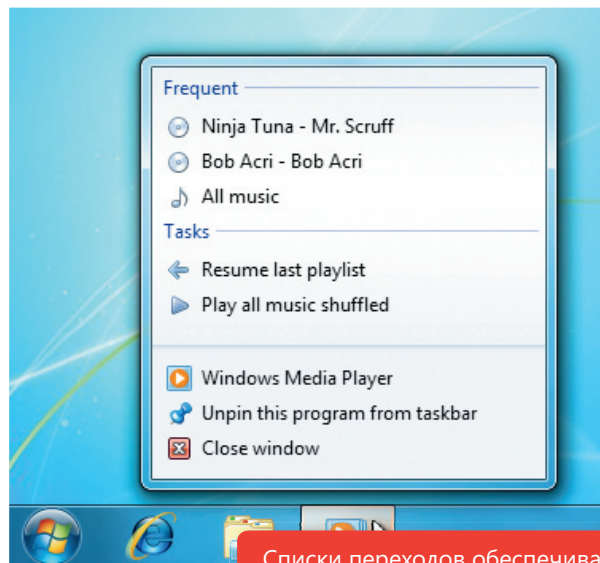 Frequent
Ninja Tuna - Mr. Scruff
Bob Acri - Bob Acri
All music
Tasks
Resume last playlist
Play all music shuffled
Windows Media Player
Unpin this program from taskbar
Close window
Списки переходов